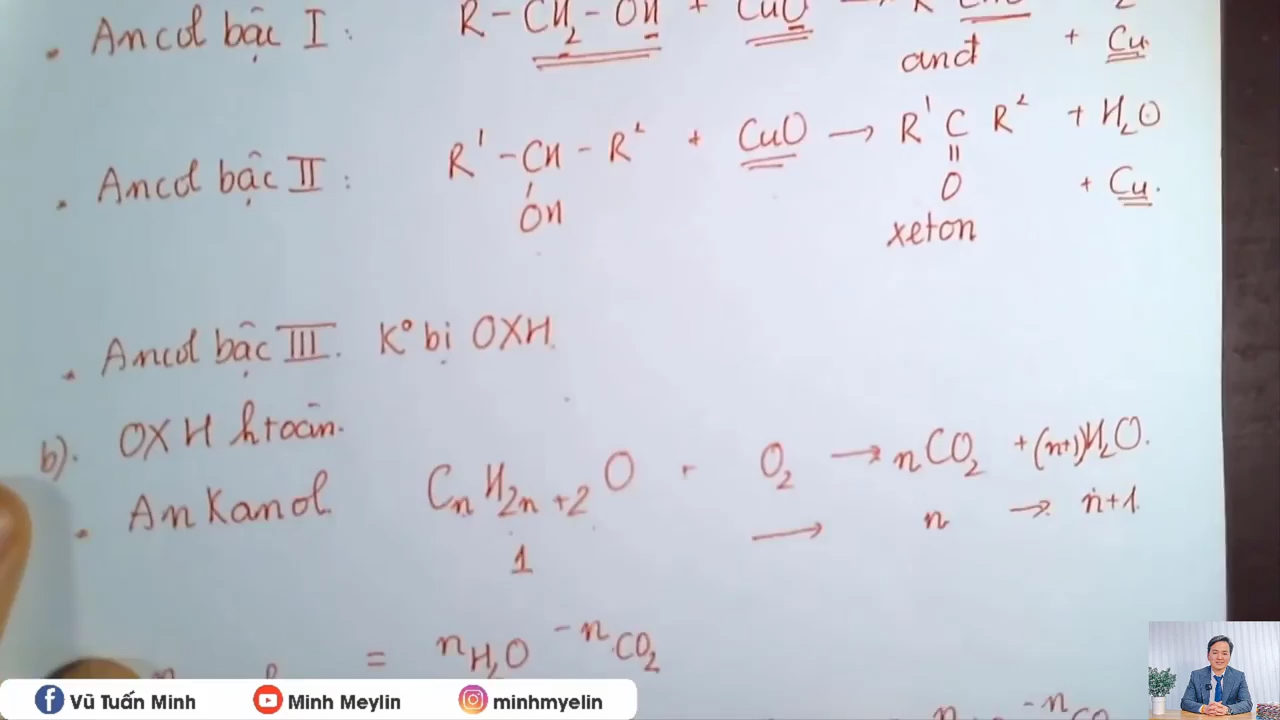 . Ancol bậc I : R - CH2 - OH + CuO → R
anđ + Cu.
. Ancol bậc II : R¹ - CH - R² + CuO → R¹ C R² + H2O
OH O + Cu.
xeton
. Ancol bậc III. K° bị OXH.
b). OXH htoàn.
. Ankanol CnH2n+2O + O2 → nCO2 + (n+1)H2O.
1 → n → n+1.
= nH2O - nCO2
Vũ Tuấn Minh Minh Meylin minhmyelin